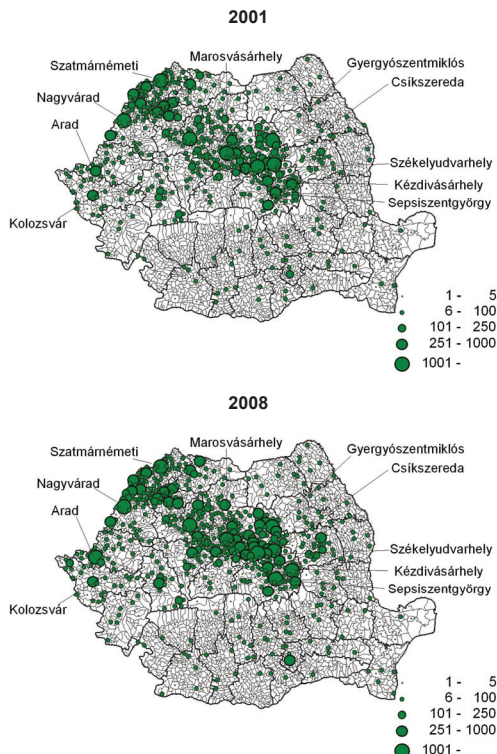 2001
Marosvásárhely
Szatmárnémeti
Gyergyószentmiklós
Csíkszereda
Nagyvárad
Arad
Székelyudvarhely
Kézdivásárhely
Sepsiszentgyörgy
Kolozsvár
1 - 5
6 - 100
101 - 250
251 - 1000
1001 -
2008
Marosvásárhely
Szatmárnémeti
Gyergyószentmiklós
Csíkszereda
Nagyvárad
Arad
Székelyudvarhely
Kézdivásárhely
Sepsiszentgyörgy
Kolozsvár
1 - 5
6 - 100
101 - 250
251 - 1000
1001 -